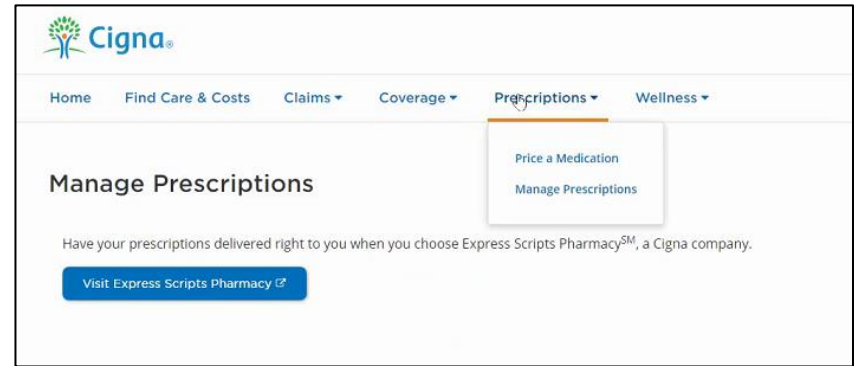 Cigna®
Home Find Care & Costs Claims Coverage Prescriptions Wellness
Price a Medication
Manage Prescriptions
Manage Prescriptions
Have your prescriptions delivered right to you when you choose Express Scripts Pharmacy℠, a Cigna company.
Visit Express Scripts Pharmacy